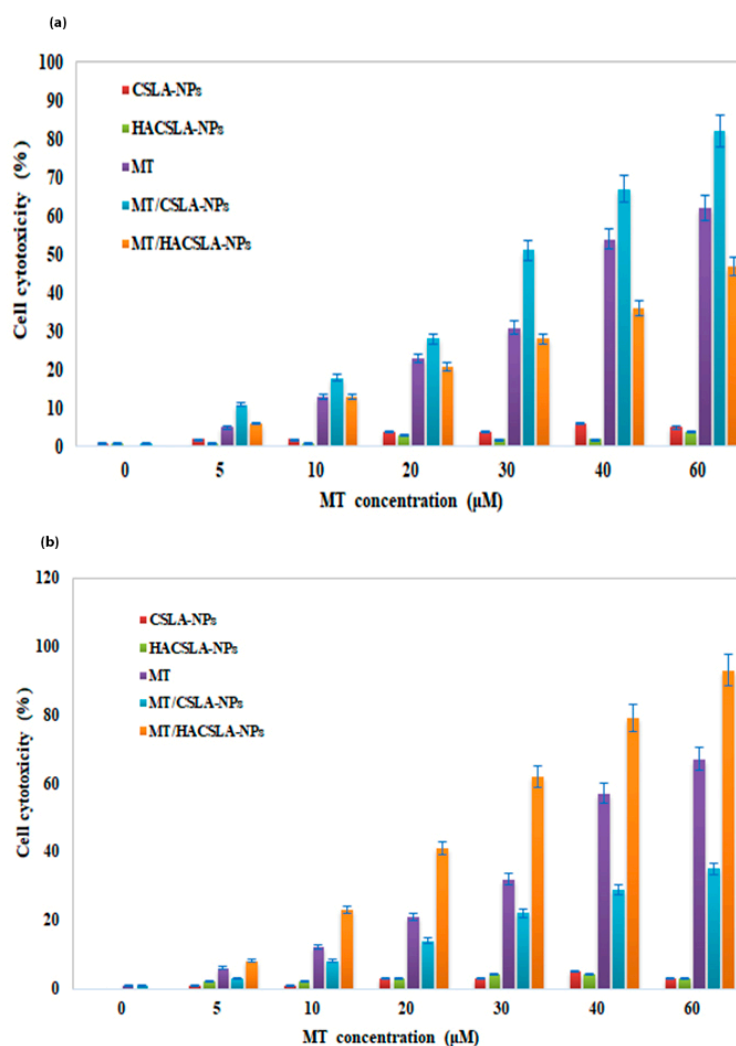 (a)
100
90
80
70
60
50
40
30
20
10
0
Cell cytotoxicity (%)
CSLA-NPs
HACSLA-NPs
MT
MT/CSLA-NPs
MT/HACSLA-NPs
0 5 10 20 30 40 60
MT concentration (μM)
(b)
120
100
80
60
40
20
0
Cell cytotoxicity (%)
CSLA-NPs
HACSLA-NPs
MT
MT/CSLA-NPs
MT/HACSLA-NPs
0 5 10 20 30 40 60
MT concentration (μM)